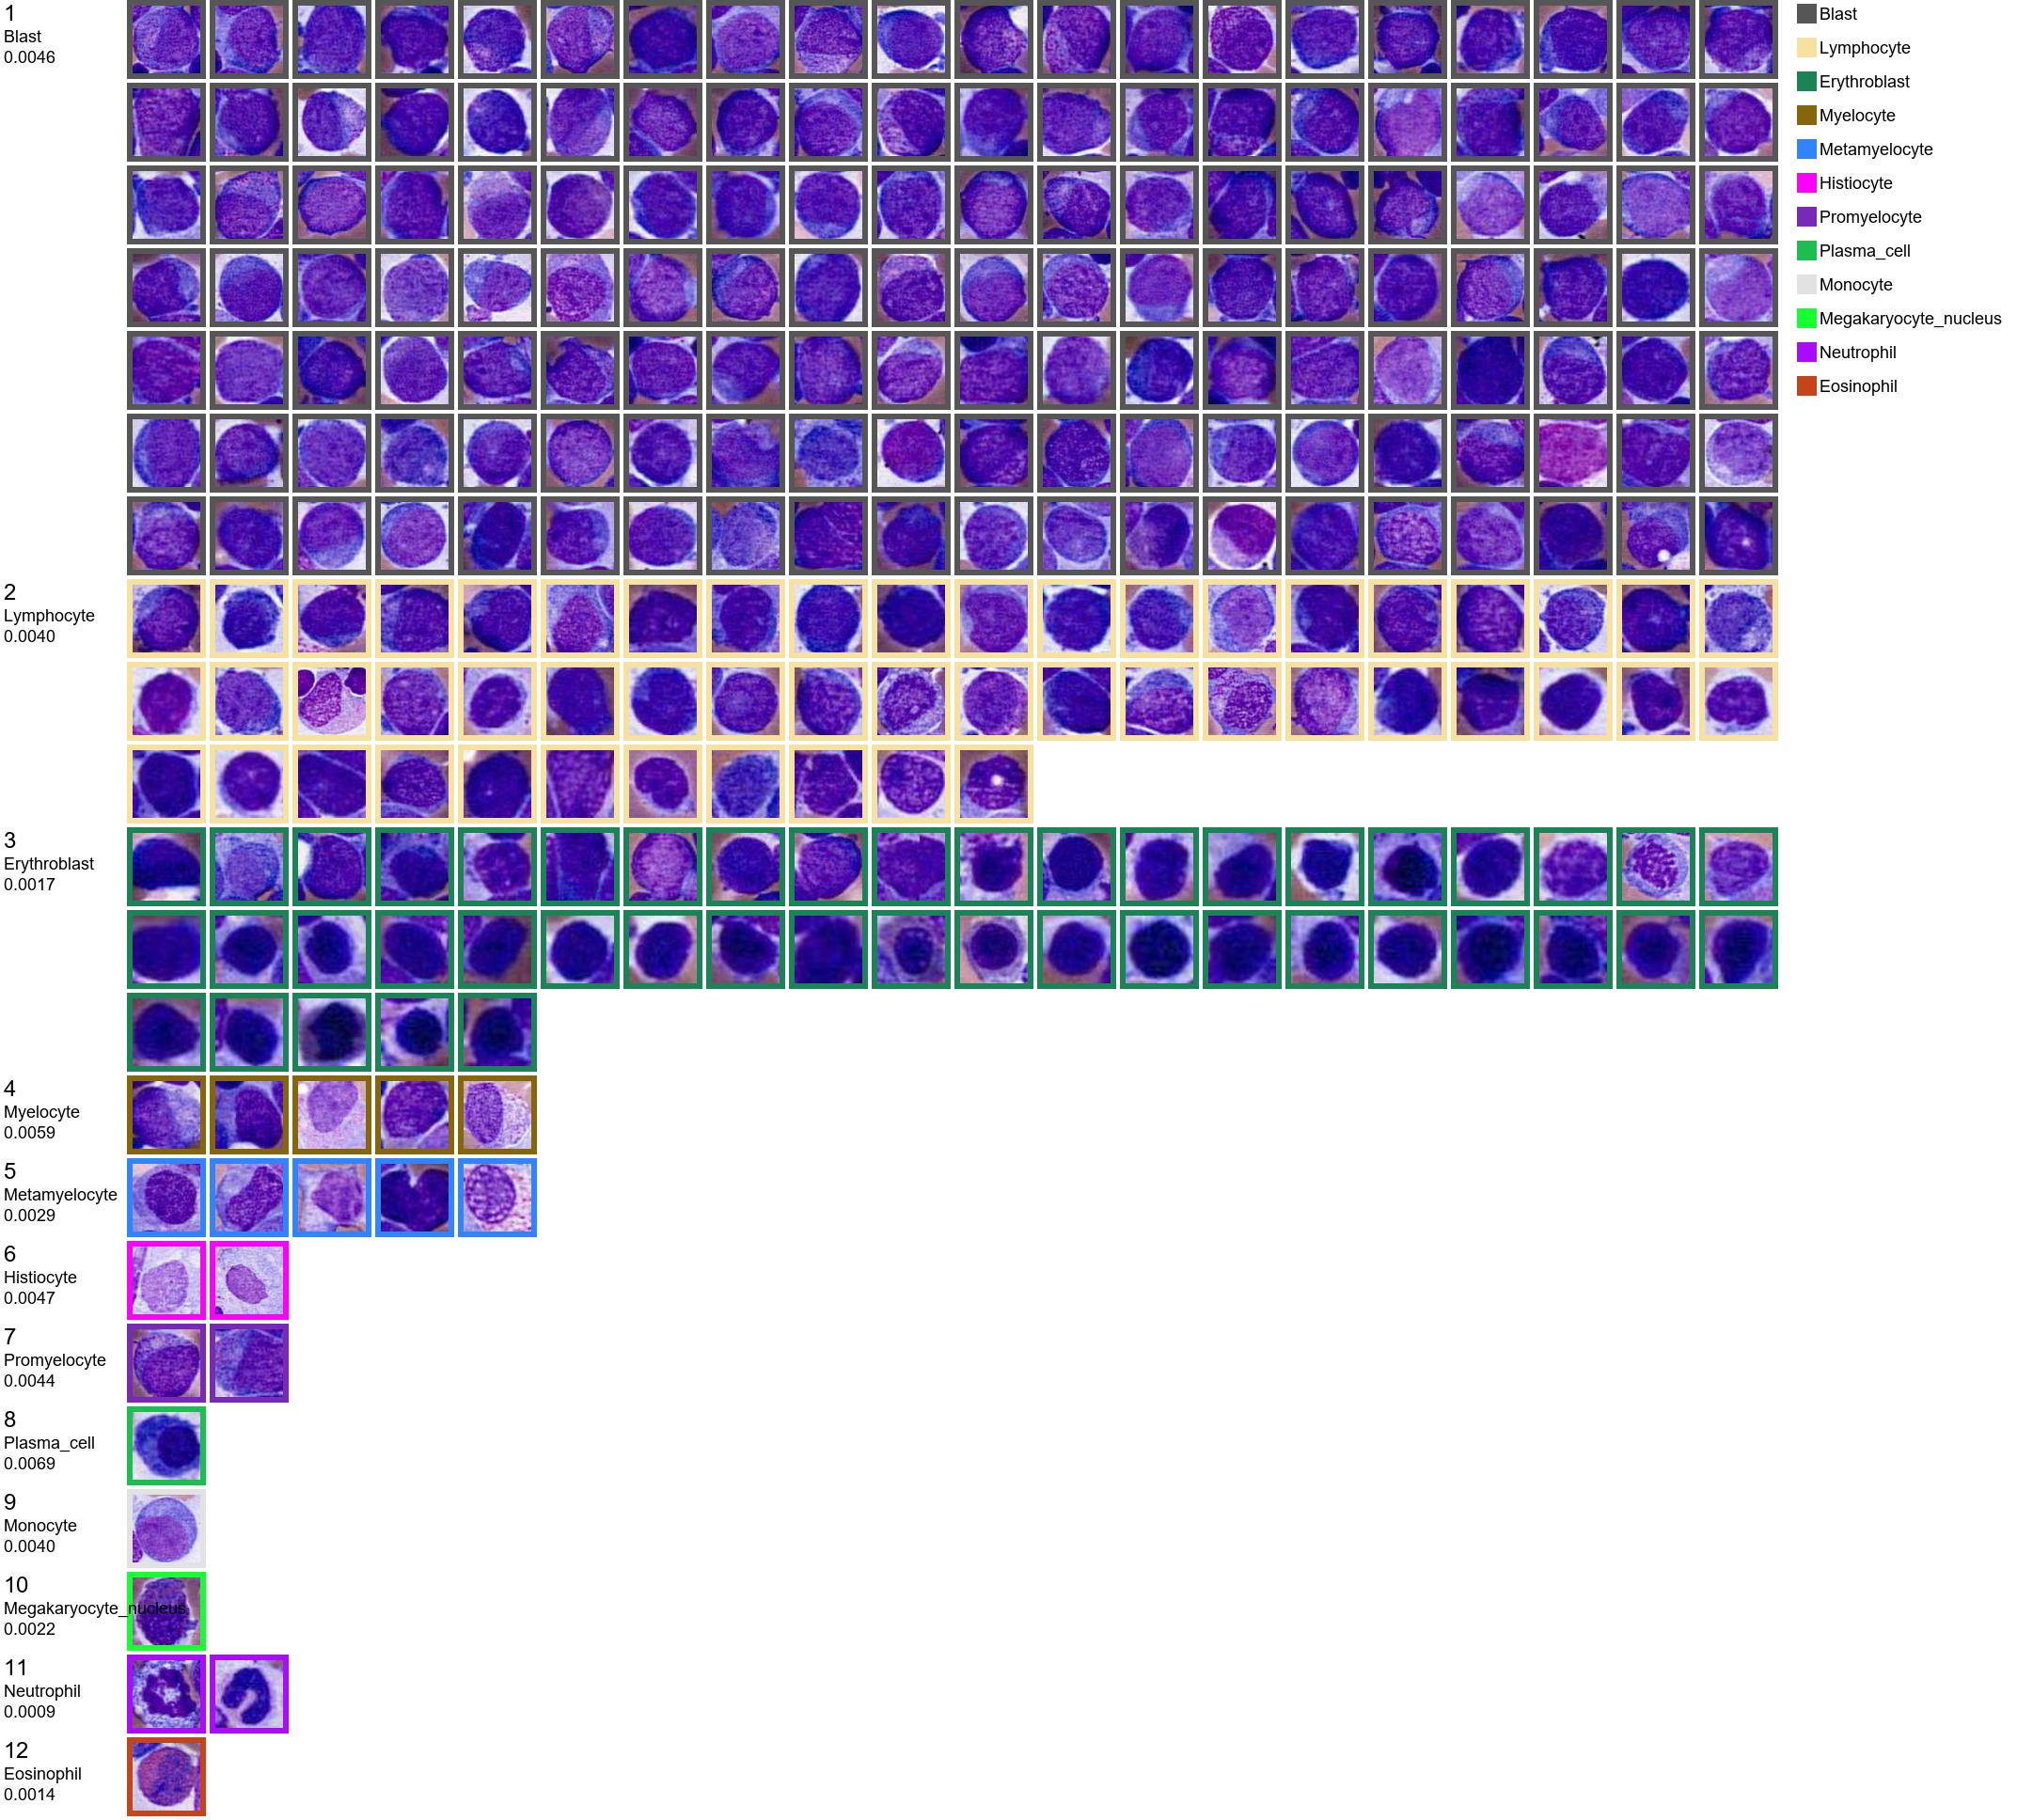 1
Blast
0.0046
2
Lymphocyte
0.0040
3
Erythroblast
0.0017
4
Myelocyte
0.0059
5
Metamyelocyte
0.0029
6
Histiocyte
0.0047
7
Promyelocyte
0.0044
8
Plasma_cell
0.0069
9
Monocyte
0.0040
10
Megakaryocyte_nucleus
0.0022
11
Neutrophil
0.0009
12
Eosinophil
0.0014
Blast
Lymphocyte
Erythroblast
Myelocyte
Metamyelocyte
Histiocyte
Promyelocyte
Plasma_cell
Monocyte
Megakaryocyte_nucleus
Neutrophil
Eosinophil